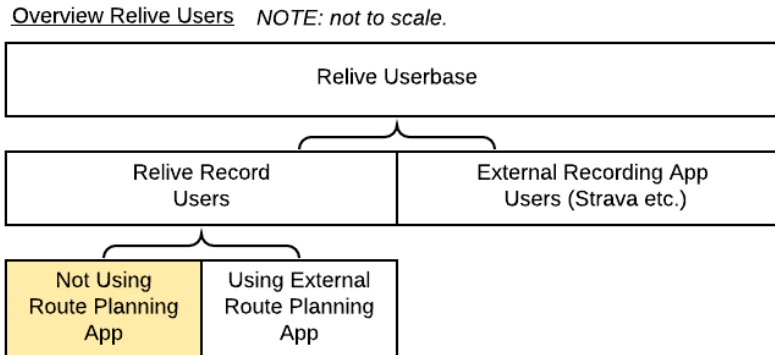 Overview Relive Users NOTE: not to scale.
Relive Userbase
Relive Record
Users
External Recording App
Users (Strava etc.)
Not Using
Route Planning
App
Using External
Route Planning
App